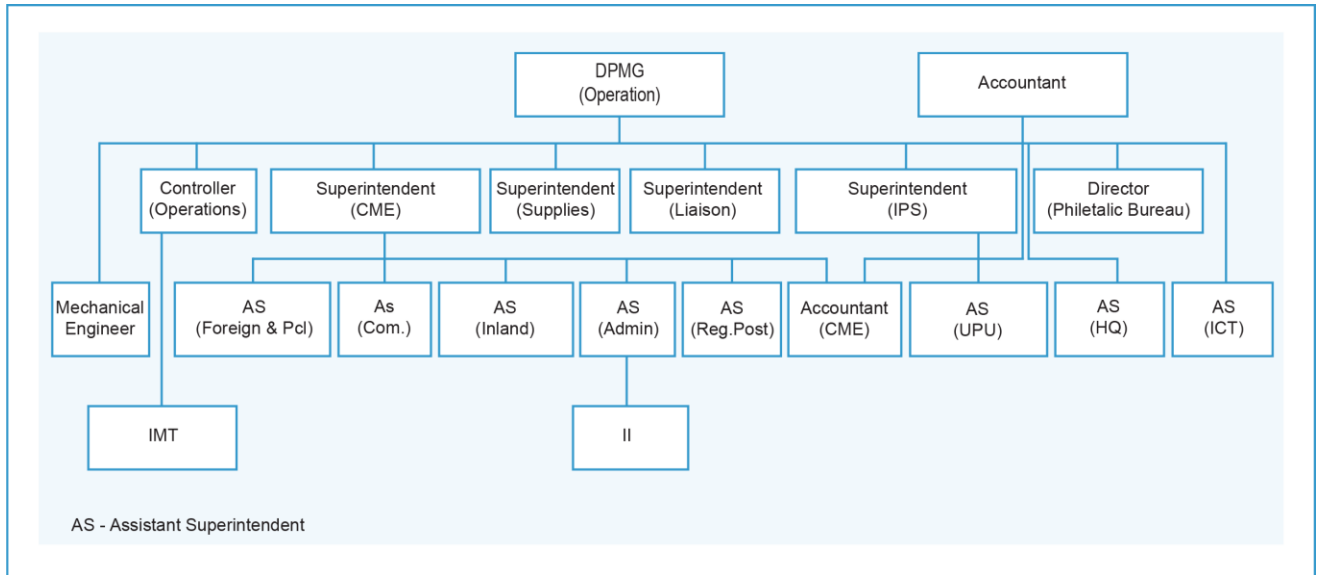 DPMG
(Operation)
Accountant
Controller
(Operations)
Superintendent
(CME)
Superintendent
(Supplies)
Superintendent
(Liaison)
Superintendent
(IPS)
Director
(Philetalic Bureau)
Mechanical
Engineer
AS
(Foreign & Pcl)
As
(Com.)
AS
(Inland)
AS
(Admin)
AS
(Reg.Post)
Accountant
(CME)
AS
(UPU)
AS
(HQ)
AS
(ICT)
IMT
II
AS - Assistant Superintendent